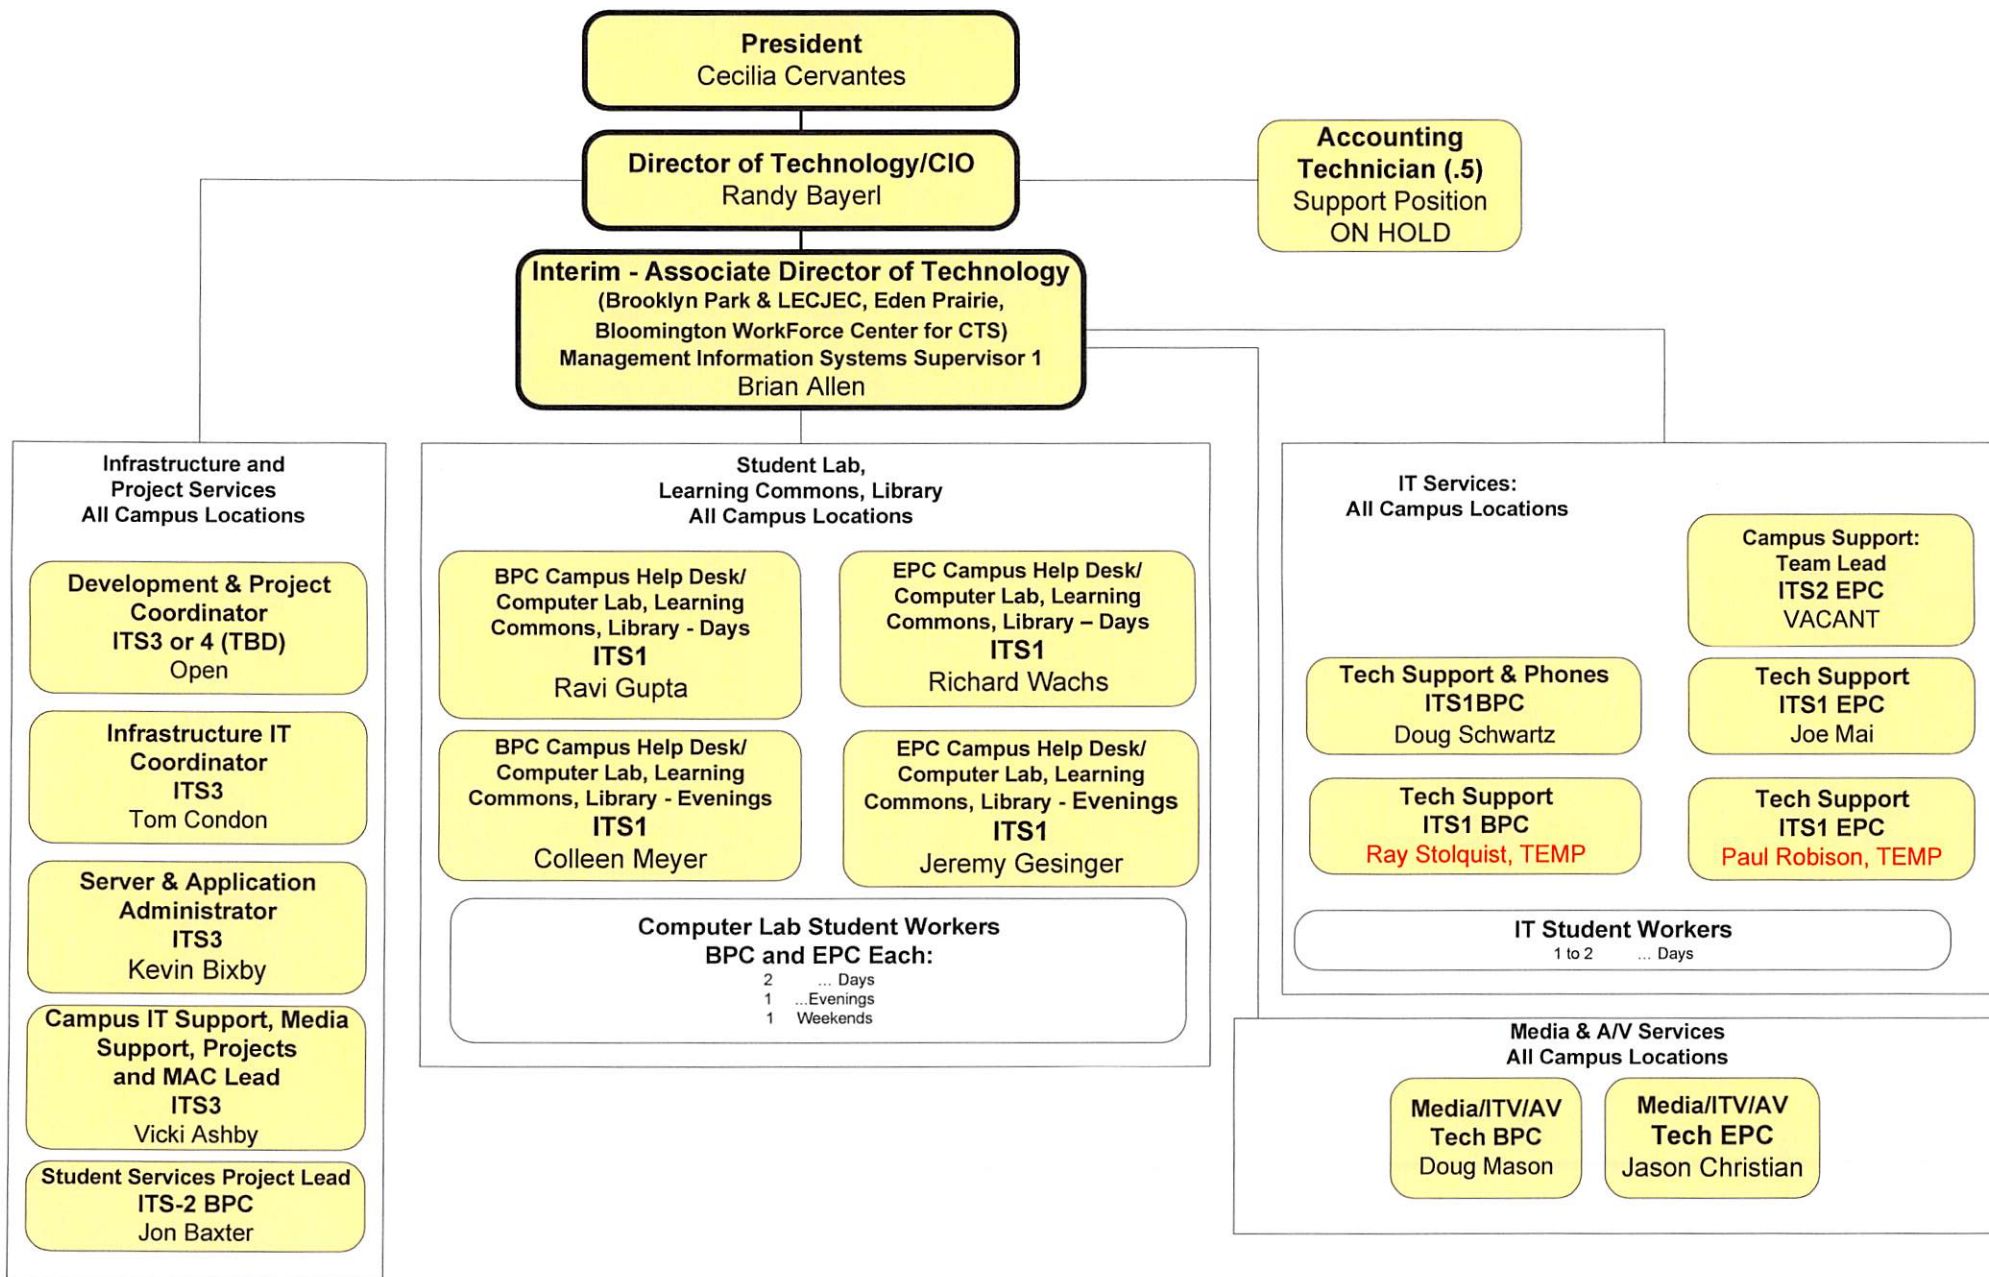 President
Cecilia Cervantes
Director of Technology/CIO
Randy Bayerl
Accounting
Technician (.5)
Support Position
ON HOLD
Interim - Associate Director of Technology
(Brooklyn Park & LECJEC, Eden Prairie,
Bloomington WorkForce Center for CTS)
Management Information Systems Supervisor 1
Brian Allen
Infrastructure and
Project Services
All Campus Locations
Development & Project
Coordinator
ITS3 or 4 (TBD)
Open
Infrastructure IT
Coordinator
ITS3
Tom Condon
Server & Application
Administrator
ITS3
Kevin Bixby
Campus IT Support, Media
Support, Projects
and MAC Lead
ITS3
Vicki Ashby
Student Services Project Lead
ITS-2 BPC
Jon Baxter
Student Lab,
Learning Commons, Library
All Campus Locations
BPC Campus Help Desk/
Computer Lab, Learning
Commons, Library - Days
ITS1
Ravi Gupta
EPC Campus Help Desk/
Computer Lab, Learning
Commons, Library – Days
ITS1
Richard Wachs
BPC Campus Help Desk/
Computer Lab, Learning
Commons, Library - Evenings
ITS1
Colleen Meyer
EPC Campus Help Desk/
Computer Lab, Learning
Commons, Library - Evenings
ITS1
Jeremy Gesinger
Computer Lab Student Workers
BPC and EPC Each:
2 ... Days
1 ...Evenings
1 Weekends
IT Services:
All Campus Locations
Campus Support:
Team Lead
ITS2 EPC
VACANT
Tech Support & Phones
ITS1BPC
Doug Schwartz
Tech Support
ITS1 EPC
Joe Mai
Tech Support
ITS1 BPC
Ray Stolquist, TEMP
Tech Support
ITS1 EPC
Paul Robison, TEMP
IT Student Workers
1 to 2 ... Days
Media & A/V Services
All Campus Locations
Media/ITV/AV
Tech BPC
Doug Mason
Media/ITV/AV
Tech EPC
Jason Christian